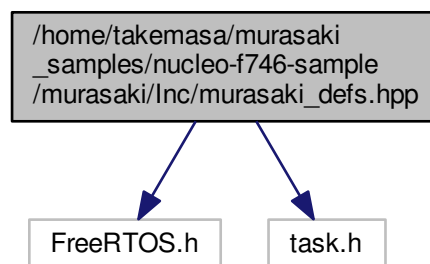 /home/takemasa/murasaki
_samples/nucleo-f746-sample
/murasaki/Inc/murasaki_defs.hpp
FreeRTOS.h
task.h